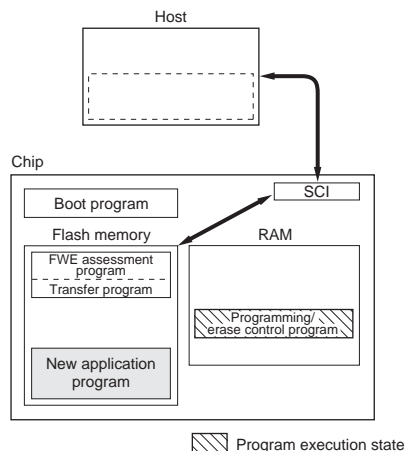 Host
Chip
SCI
Boot program
Flash memory
RAM
FWE assessment
program
Transfer program
Programming/
erase control program
New application
program
Program execution state